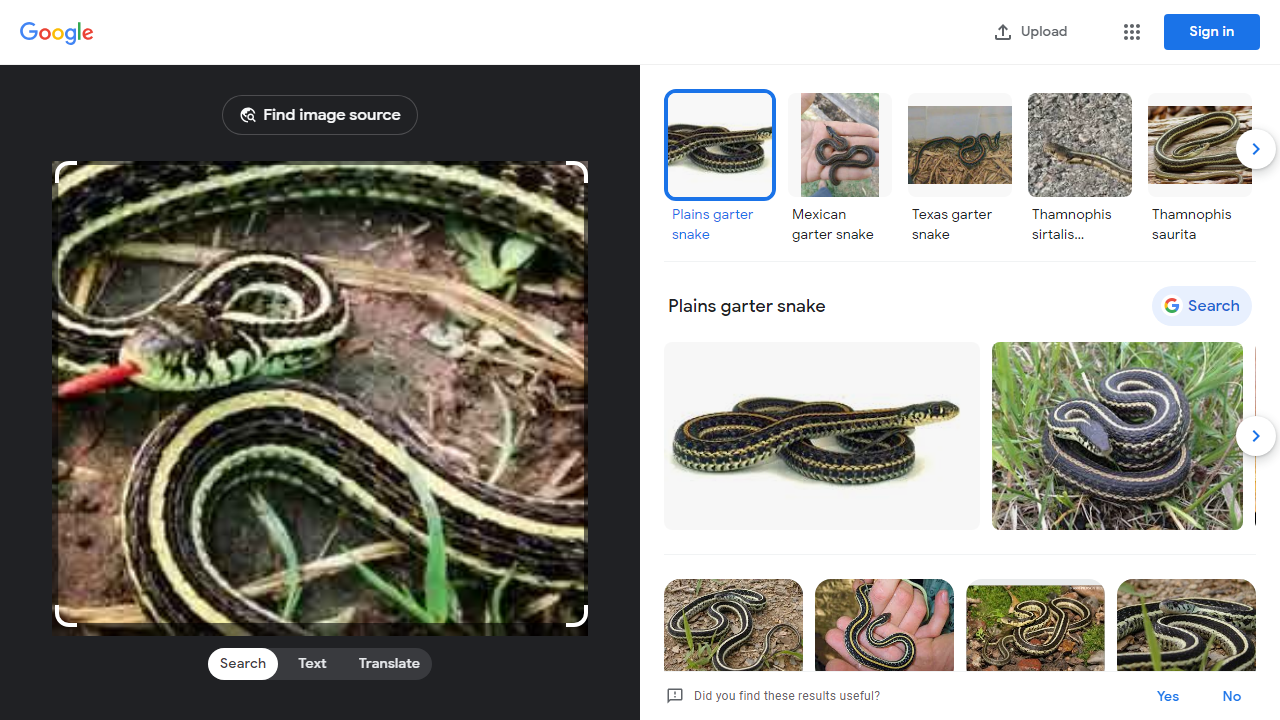 Google
Upload
Sign in
Find image source
Plains garter
snake
Mexican
garter snake
Texas garter
snake
Thamnophis
sirtalis...
Thamnophis
saurita
Plains garter snake
Search
Search
Text
Translate
Did you find these results useful?
Yes
No